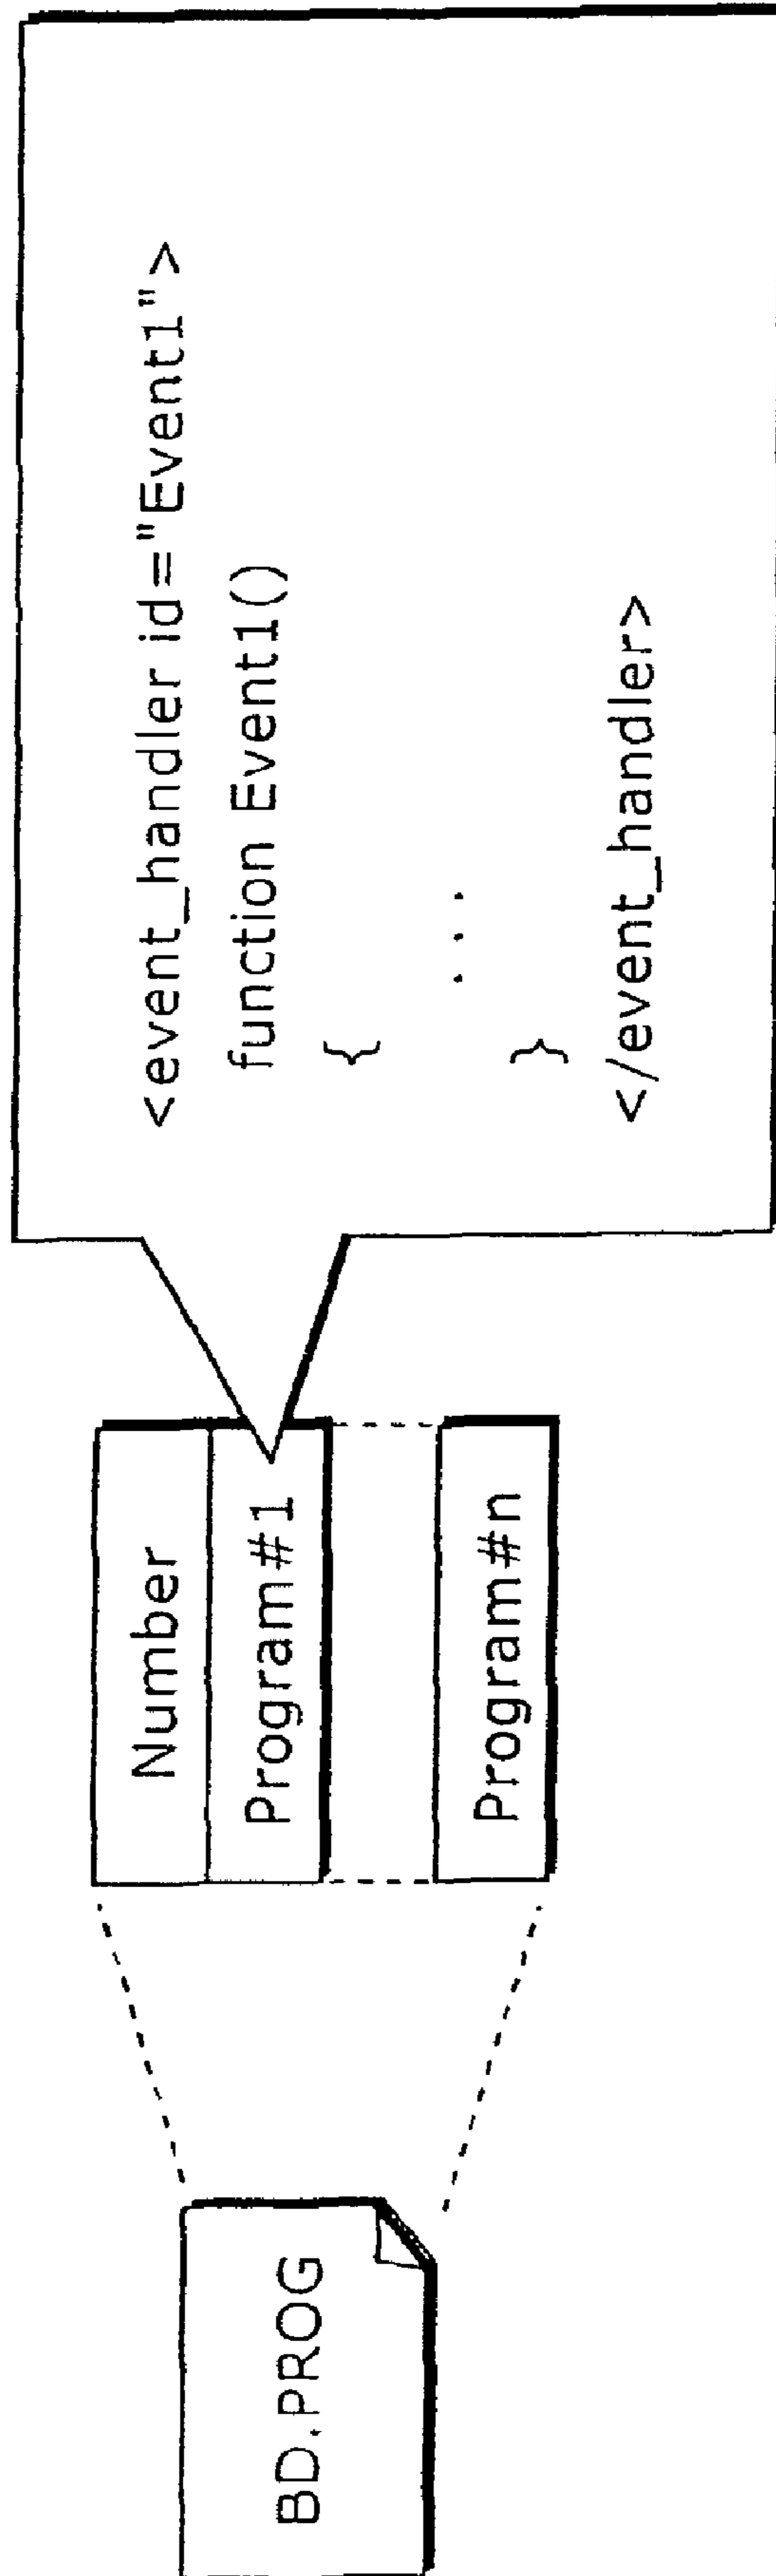 BD.PROG
Number
Program#1
Program#n
<event_handler id="Event1">
function Event1()
{
...
}
</event_handler>